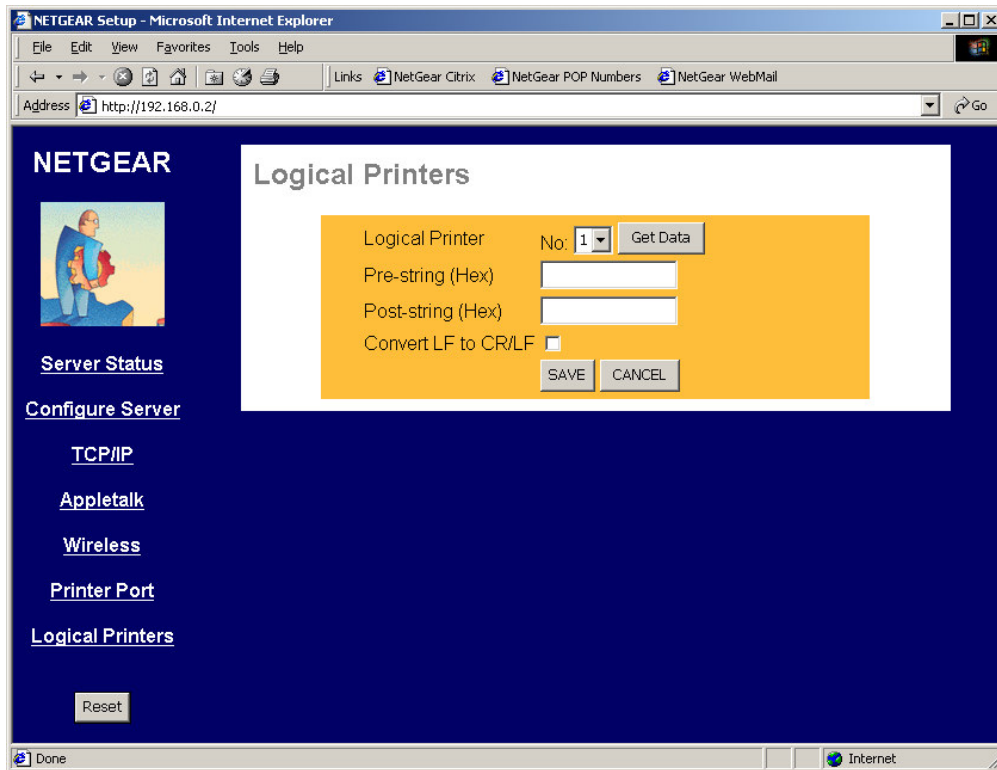 NETGEAR Setup - Microsoft Internet Explorer
File Edit View Favorites Tools Help
Links NetGear Citrix NetGear POP Numbers NetGear WebMail
Address http://192.168.0.2/ Go
NETGEAR
Server Status
Configure Server
TCP/IP
Appletalk
Wireless
Printer Port
Logical Printers
Reset
Logical Printers
Logical Printer No: 1 Get Data
Pre-string (Hex)
Post-string (Hex)
Convert LF to CR/LF
SAVE CANCEL
Done Internet